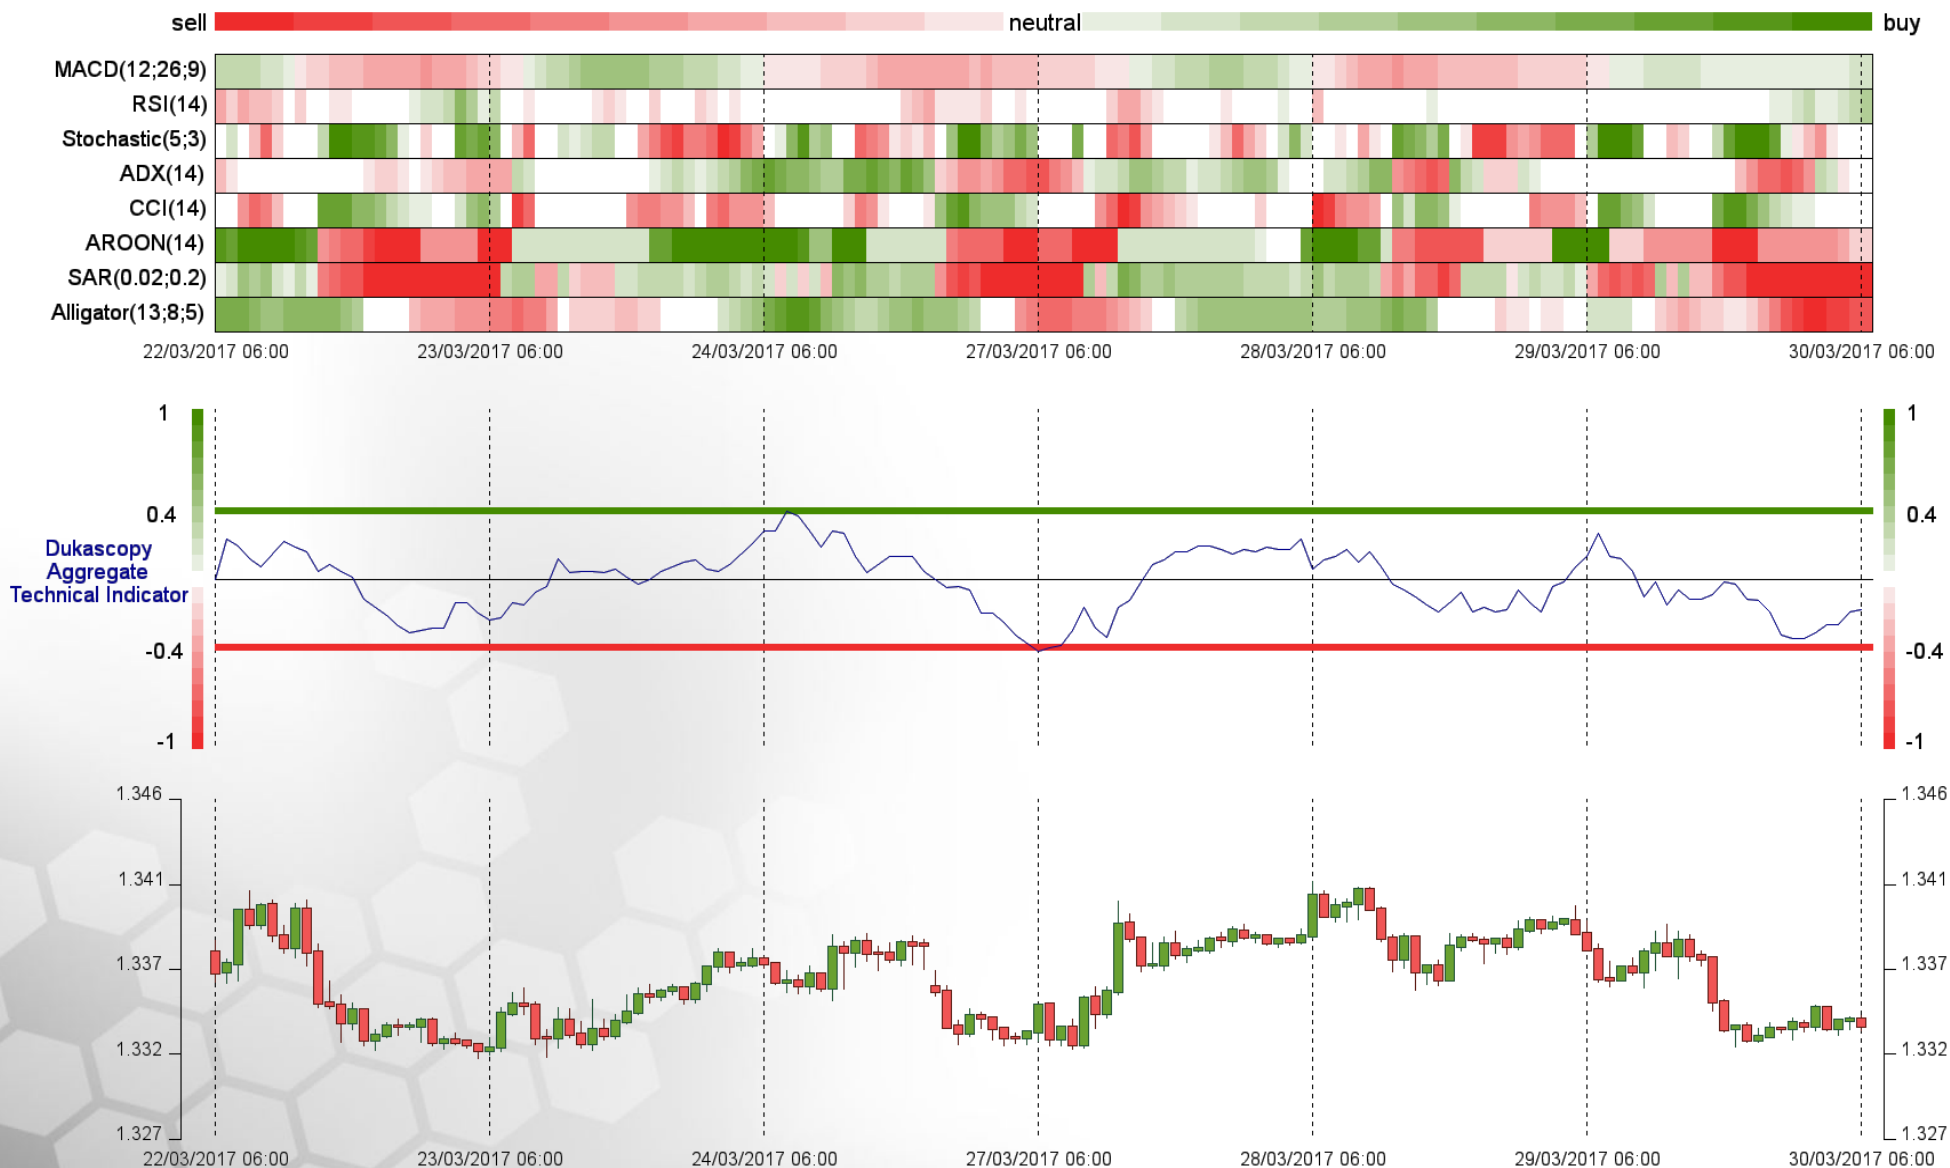 sell neutral buy
MACD(12;26;9)
RSI(14)
Stochastic(5;3)
ADX(14)
CCI(14)
AROON(14)
SAR(0.02;0.2)
Alligator(13;8;5)
22/03/2017 06:00 23/03/2017 06:00 24/03/2017 06:00 27/03/2017 06:00 28/03/2017 06:00 29/03/2017 06:00 30/03/2017 06:00
1 1
0.4 0.4
Dukascopy
Aggregate
Technical Indicator
-0.4 -0.4
-1 -1
1.346 1.346
1.341 1.341
1.337 1.337
1.332 1.332
1.327 1.327
22/03/2017 06:00 23/03/2017 06:00 24/03/2017 06:00 27/03/2017 06:00 28/03/2017 06:00 29/03/2017 06:00 30/03/2017 06:00